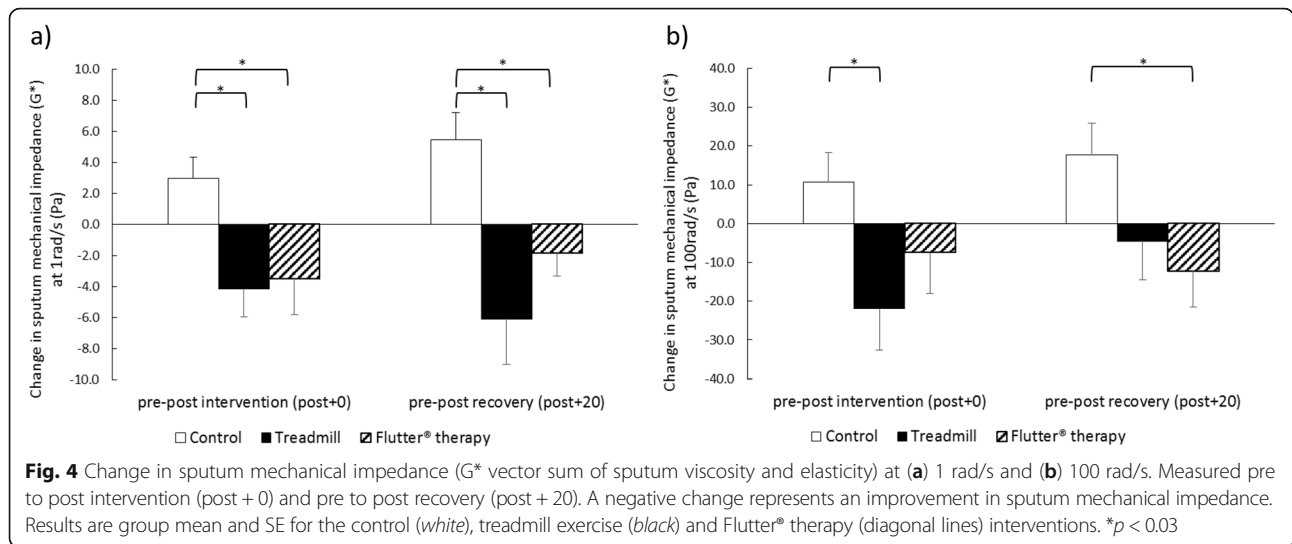 a)
*
*
*
*
10.0
8.0
6.0
4.0
2.0
0.0
-2.0
-4.0
-6.0
-8.0
-10.0
Change in sputum mechanical impedance (G*)
at 1rad/s (Pa)
pre-post intervention (post+0)
pre-post recovery (post+20)
Control
Treadmill
Flutter® therapy
b)
*
*
40.0
30.0
20.0
10.0
0.0
-10.0
-20.0
-30.0
-40.0
Change in sputum mechanical impedance (G*)
at 100rad/s (Pa)
pre-post intervention (post+0)
pre-post recovery (post+20)
Control
Treadmill
Flutter® therapy
Fig. 4 Change in sputum mechanical impedance (G* vector sum of sputum viscosity and elasticity) at (a) 1 rad/s and (b) 100 rad/s. Measured pre
to post intervention (post + 0) and pre to post recovery (post + 20). A negative change represents an improvement in sputum mechanical impedance.
Results are group mean and SE for the control (white), treadmill exercise (black) and Flutter® therapy (diagonal lines) interventions. *p < 0.03